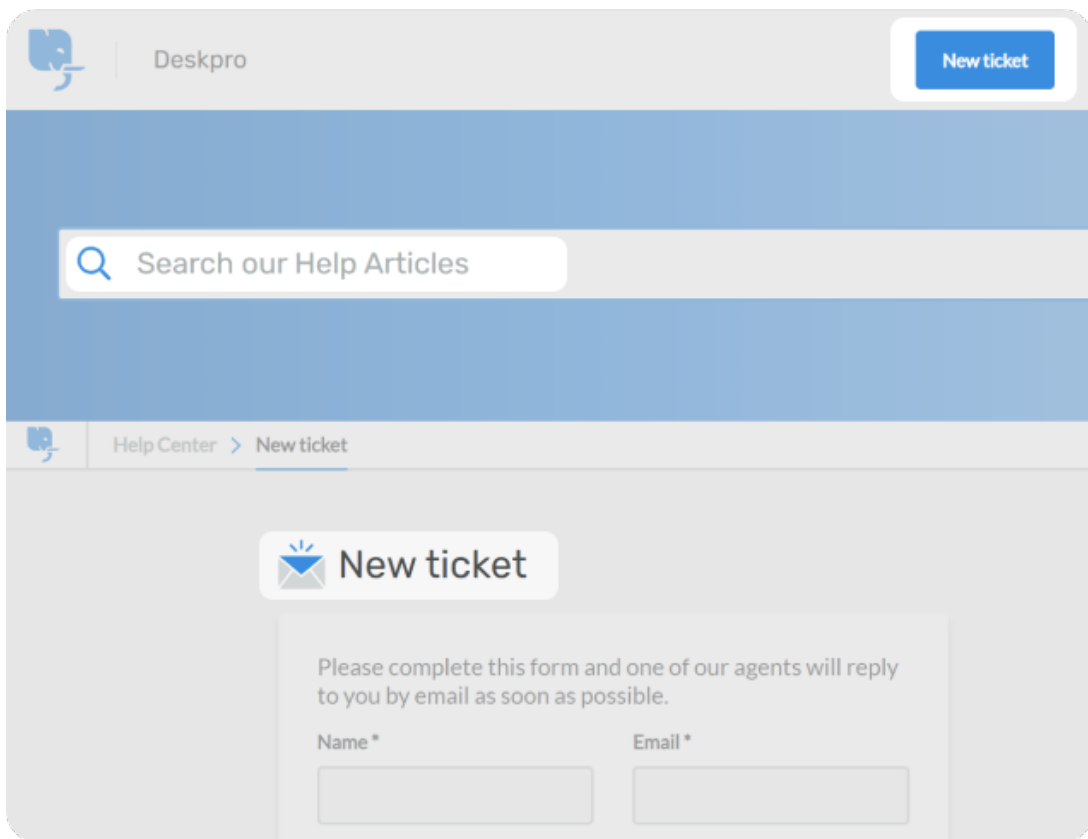 Deskpro
New ticket
Search our Help Articles
Help Center > New ticket
New ticket
Please complete this form and one of our agents will reply
to you by email as soon as possible.
Name * Email *